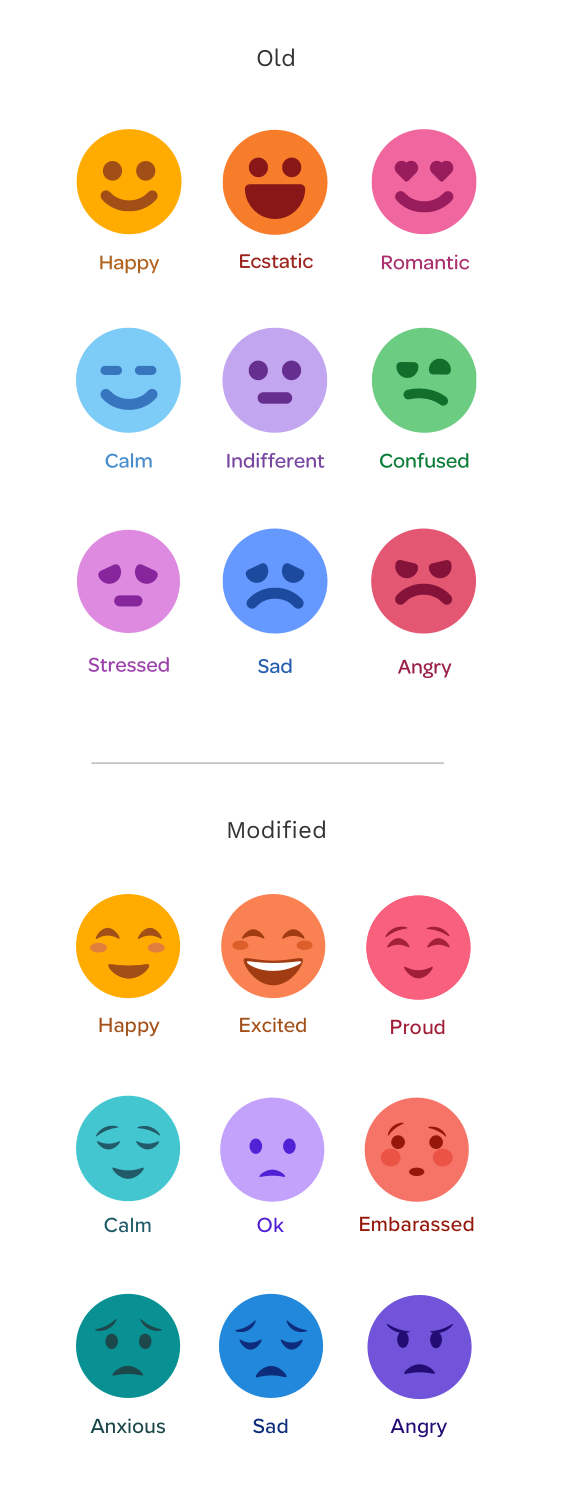 Old
Happy
Ecstatic
Romantic
Calm
Indifferent
Confused
Stressed
Sad
Angry
Modified
Happy
Excited
Proud
Calm
Ok
Embarassed
Anxious
Sad
Angry